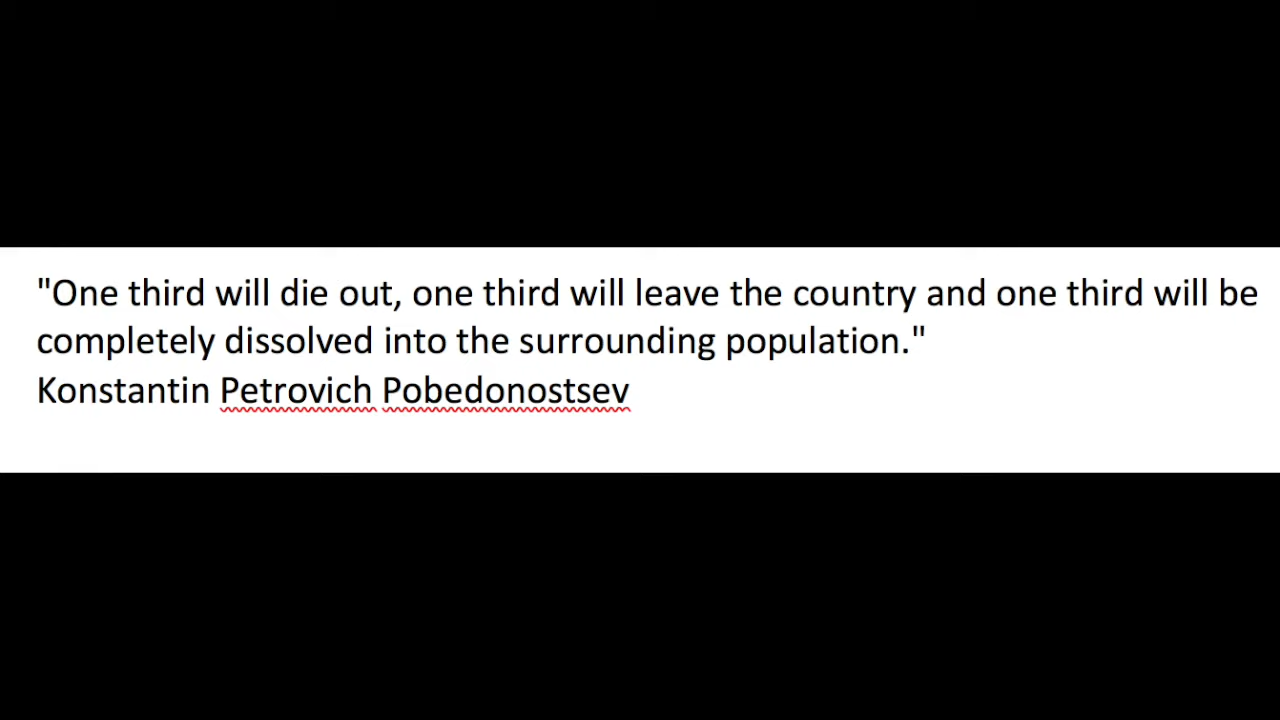 "One third will die out, one third will leave the country and one third will be
completely dissolved into the surrounding population."
Konstantin Petrovich Pobedonostsev